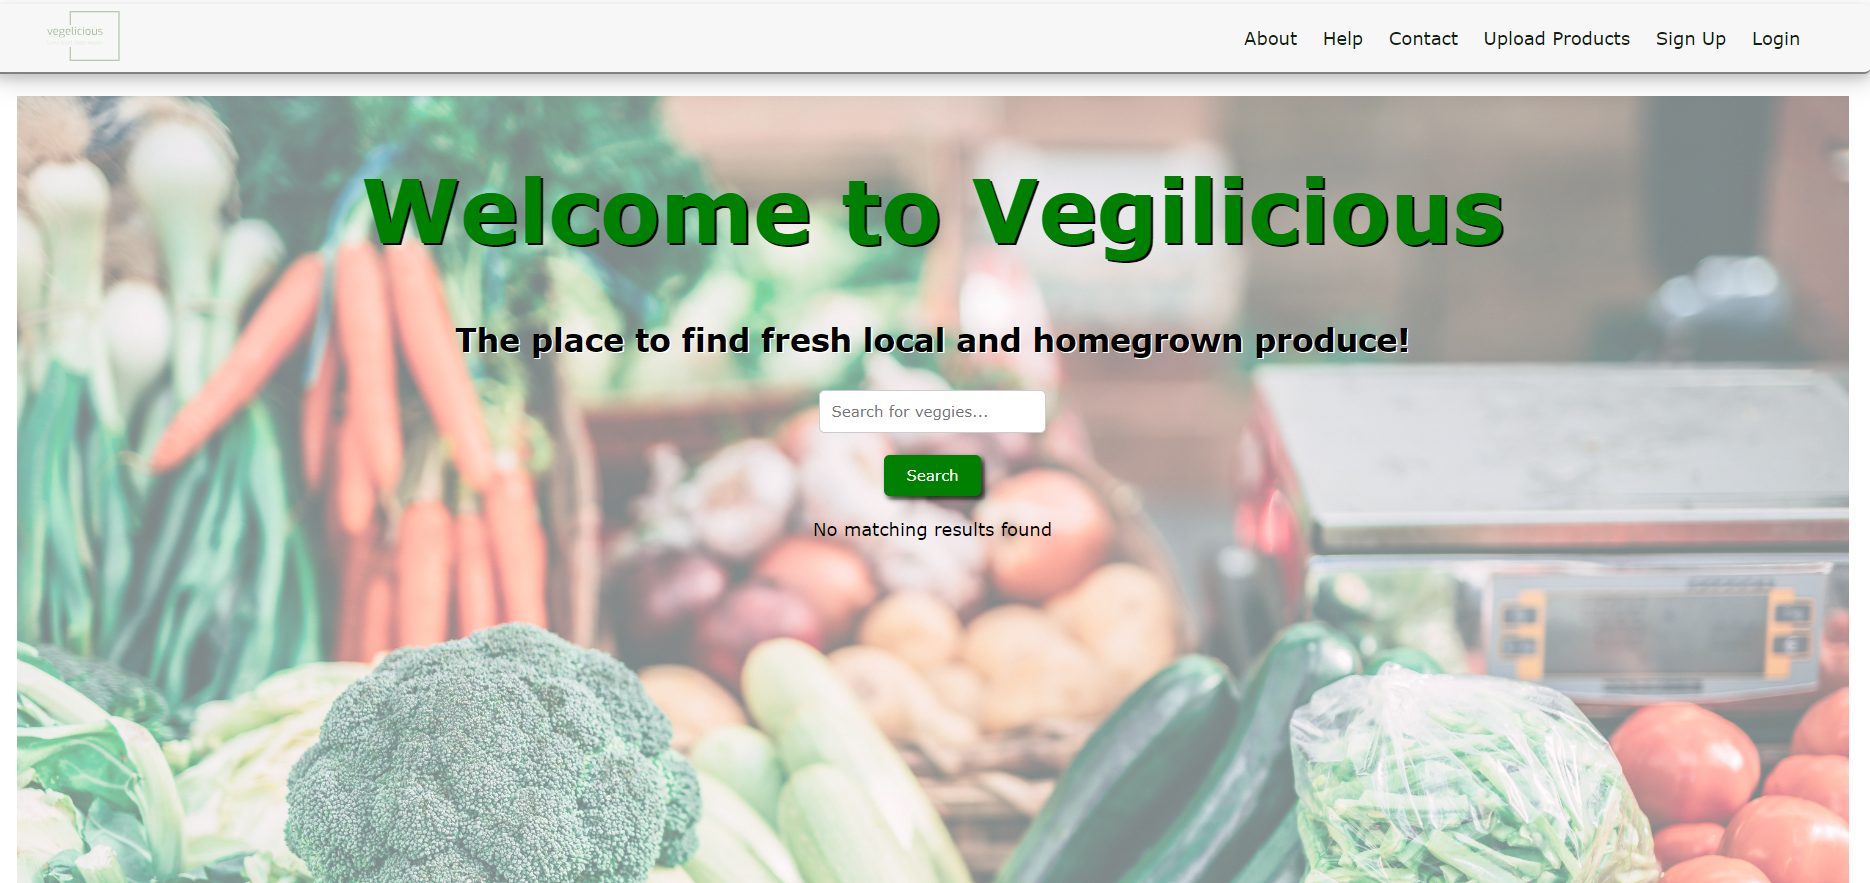 vegelicious
About Help Contact Upload Products Sign Up Login
Welcome to Vegilicious
The place to find fresh local and homegrown produce!
Search for veggies...
Search
No matching results found